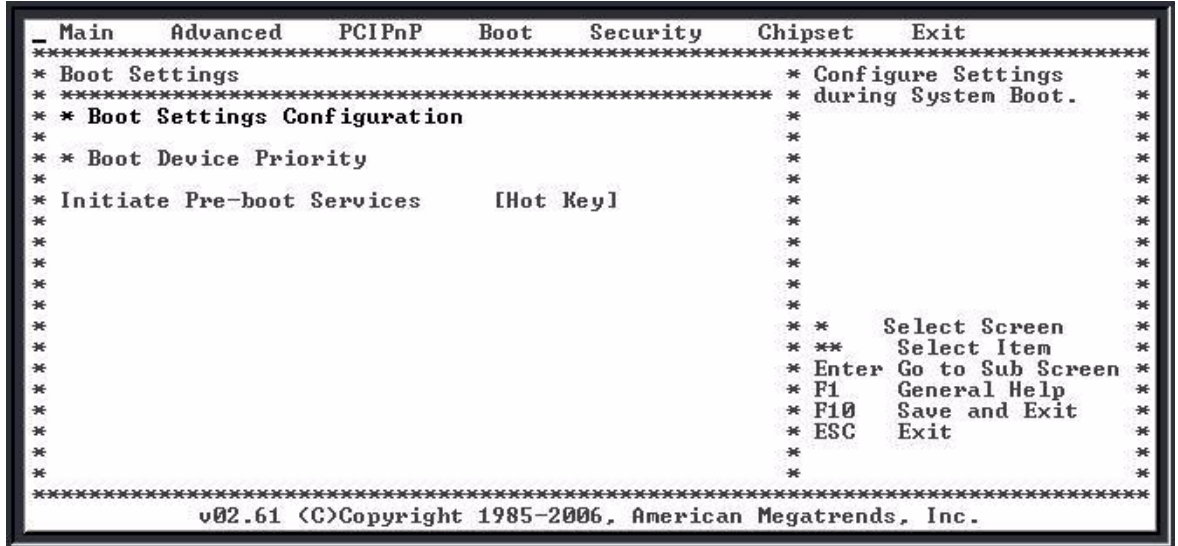 Main Advanced PCIPnP Boot Security Chipset Exit
******************************************************************************
* Boot Settings * Configure Settings *
* *************************************************** * during System Boot. *
* * Boot Settings Configuration * *
* * *
* * Boot Device Priority * *
* * *
* Initiate Pre-boot Services [Hot Key] * *
* * *
* * *
* * *
* * *
* * *
* * * Select Screen *
* * ** Select Item *
* * Enter Go to Sub Screen *
* * F1 General Help *
* * F10 Save and Exit *
* * ESC Exit *
* * *
* * *
******************************************************************************
v02.61 (C)Copyright 1985-2006, American Megatrends, Inc.